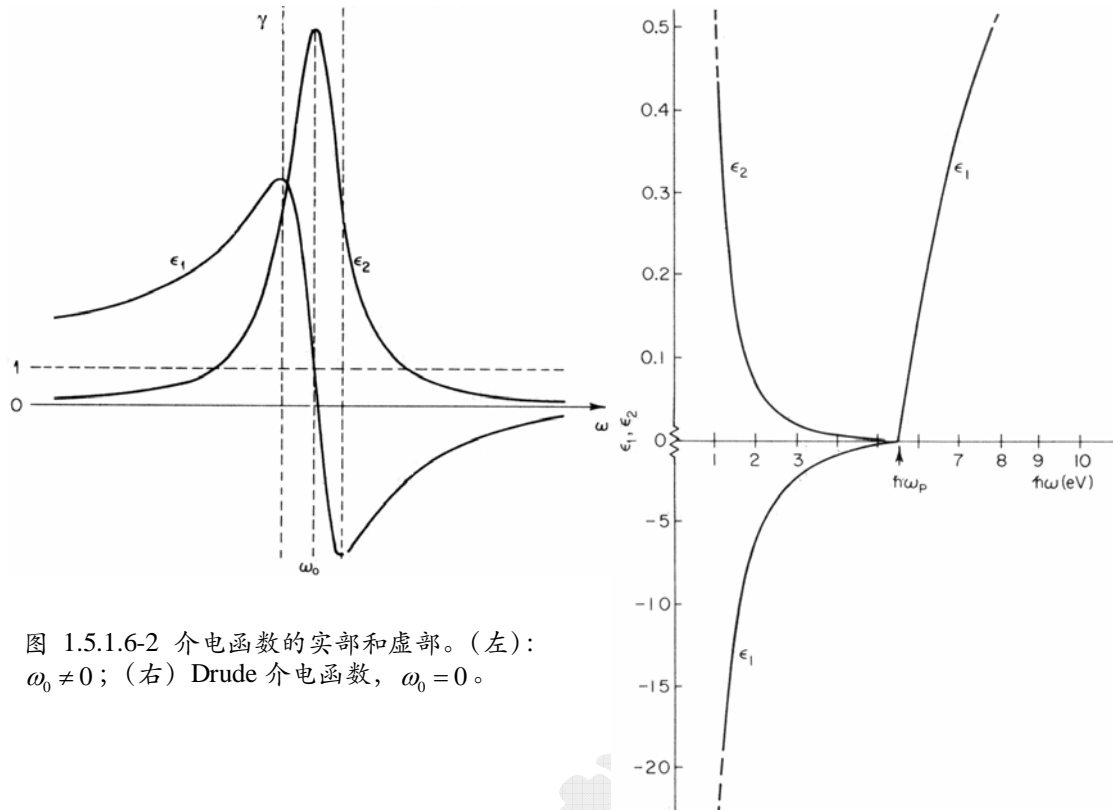 γ
ϵ₁
ϵ₂
1
0
ω
ω₀
图 1.5.1.6-2 介电函数的实部和虚部。(左):
ω₀ ≠ 0；(右) Drude 介电函数，ω₀ = 0。
0.5
0.4
0.3
0.2
0.1
0
-5
-10
-15
-20
ϵ₁, ϵ₂
ϵ₂
ϵ₁
ϵ₁
1 2 3 7 8 9 10
ħωₚ
ħω (eV)